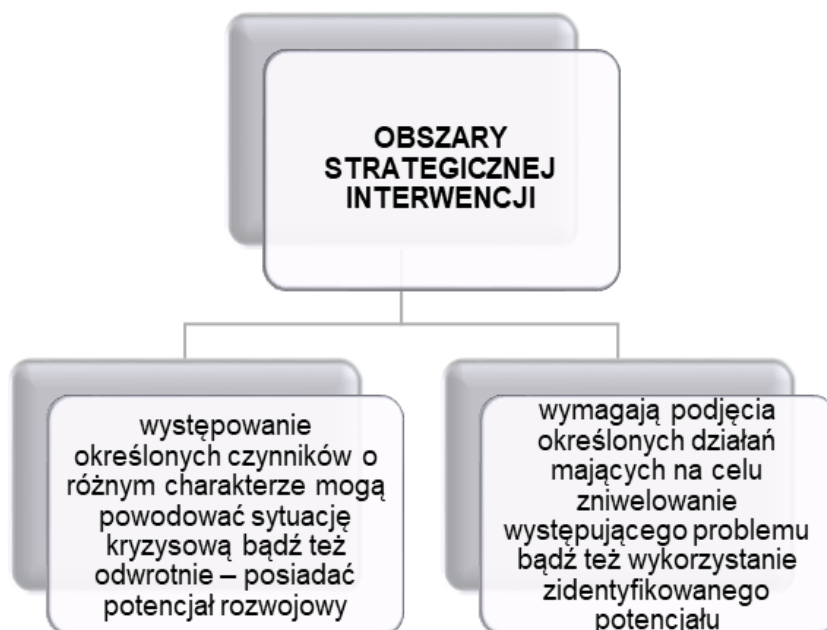 OBSZARY
STRATEGICZNEJ
INTERWENCJI
występowanie
określonych czynników o
różnym charakterze mogą
powodować sytuację
kryzysową bądź też
odwrotnie – posiadać
potencjał rozwojowy
wymagają podjęcia
określonych działań
mających na celu
zniwelowanie
występującego problemu
bądź też wykorzystanie
zidentyfikowanego
potencjału